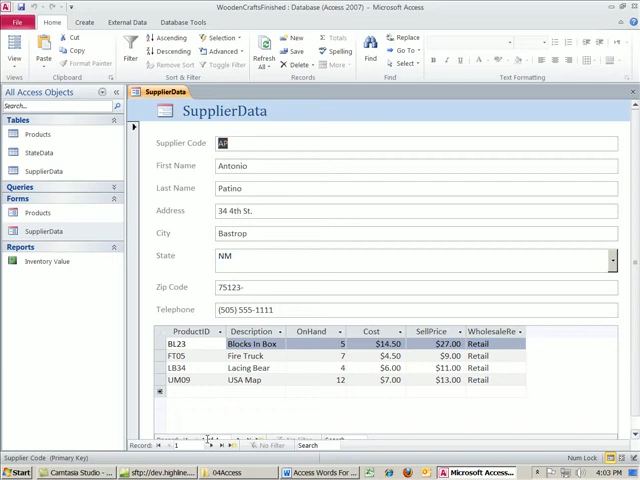 WoodenCraftsFinished : Database (Access 2007) - Microsoft Access
File Home Create External Data Database Tools
Views Paste Cut Copy Format Painter Clipboard
Filter Ascending Descending Remove Sort Selection Advanced Toggle Filter Sort & Filter
Refresh All New Save Delete Totals Spelling More Records
Find Replace Go To Select Find
Text Formatting
All Access Objects
Search...
Tables
Products
StateData
SupplierData
Queries
Forms
Products
SupplierData
Reports
Inventory Value
SupplierData
SupplierData
Supplier Code AP
First Name Antonio
Last Name Patino
Address 34 4th St.
City Bastrop
State NM
Zip Code 75123-
Telephone (505) 555-1111
ProductID Description OnHand Cost SellPrice WholesaleRe
BL23 Blocks In Box 5 $14.50 $27.00 Retail
FT05 Fire Truck 7 $4.50 $9.00 Retail
LB34 Lacing Bear 4 $6.00 $11.00 Retail
UM09 USA Map 12 $7.00 $13.00 Retail
Record: 1 No Filter Search
Supplier Code (Primary Key) Num Lock
Start Camtasia Studio - sftp://dev.highline. 04Access Access Words For Microsoft Access... 4:03 PM